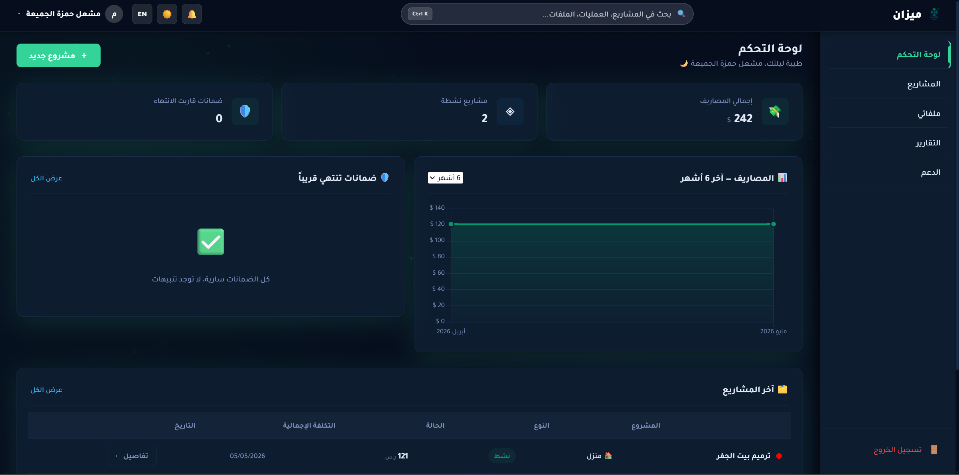 ميزان
بحث في المشاريع، العمليات، الملفات...
Ctrl K
EN
م
مشعل حمزة الجميعة
لوحة التحكم
المشاريع
ملفاتي
التقارير
الدعم
تسجيل الخروج
لوحة التحكم
طيبة ليلتك، مشعل حمزة الجميعة
+ مشروع جديد
إجمالي المصاريف
242 $
مشاريع نشطة
2
ضمانات قاربت الانتهاء
0
المصاريف — آخر 6 أشهر
6 أشهر
$ 140
$ 120
$ 100
$ 80
$ 60
$ 40
$ 20
$ 0
مايو 2026
أبريل 2026
ضمانات تنتهي قريباً
عرض الكل
كل الضمانات سارية، لا توجد تنبيهات
آخر المشاريع
عرض الكل
المشروع النوع الحالة التكلفة الإجمالية التاريخ
ترميم بيت الجفر منزل نشط 121 ر.س 05/05/2026 تفاصيل